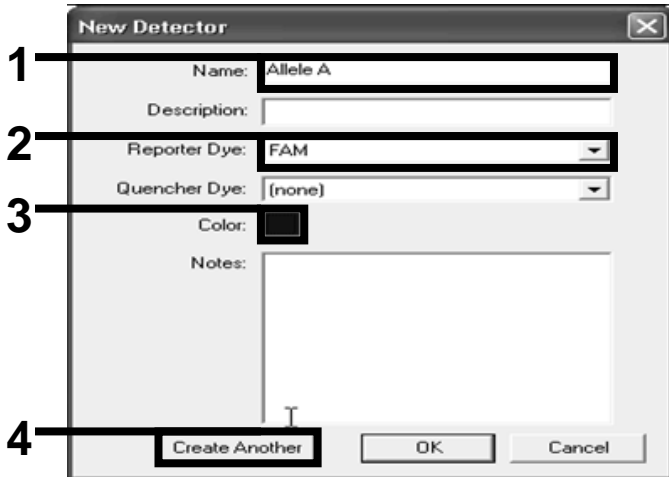 New Detector
1 Name: Allele A
Description:
2 Reporter Dye: FAM
Quencher Dye: (none)
3 Color:
Notes:
4 Create Another OK Cancel